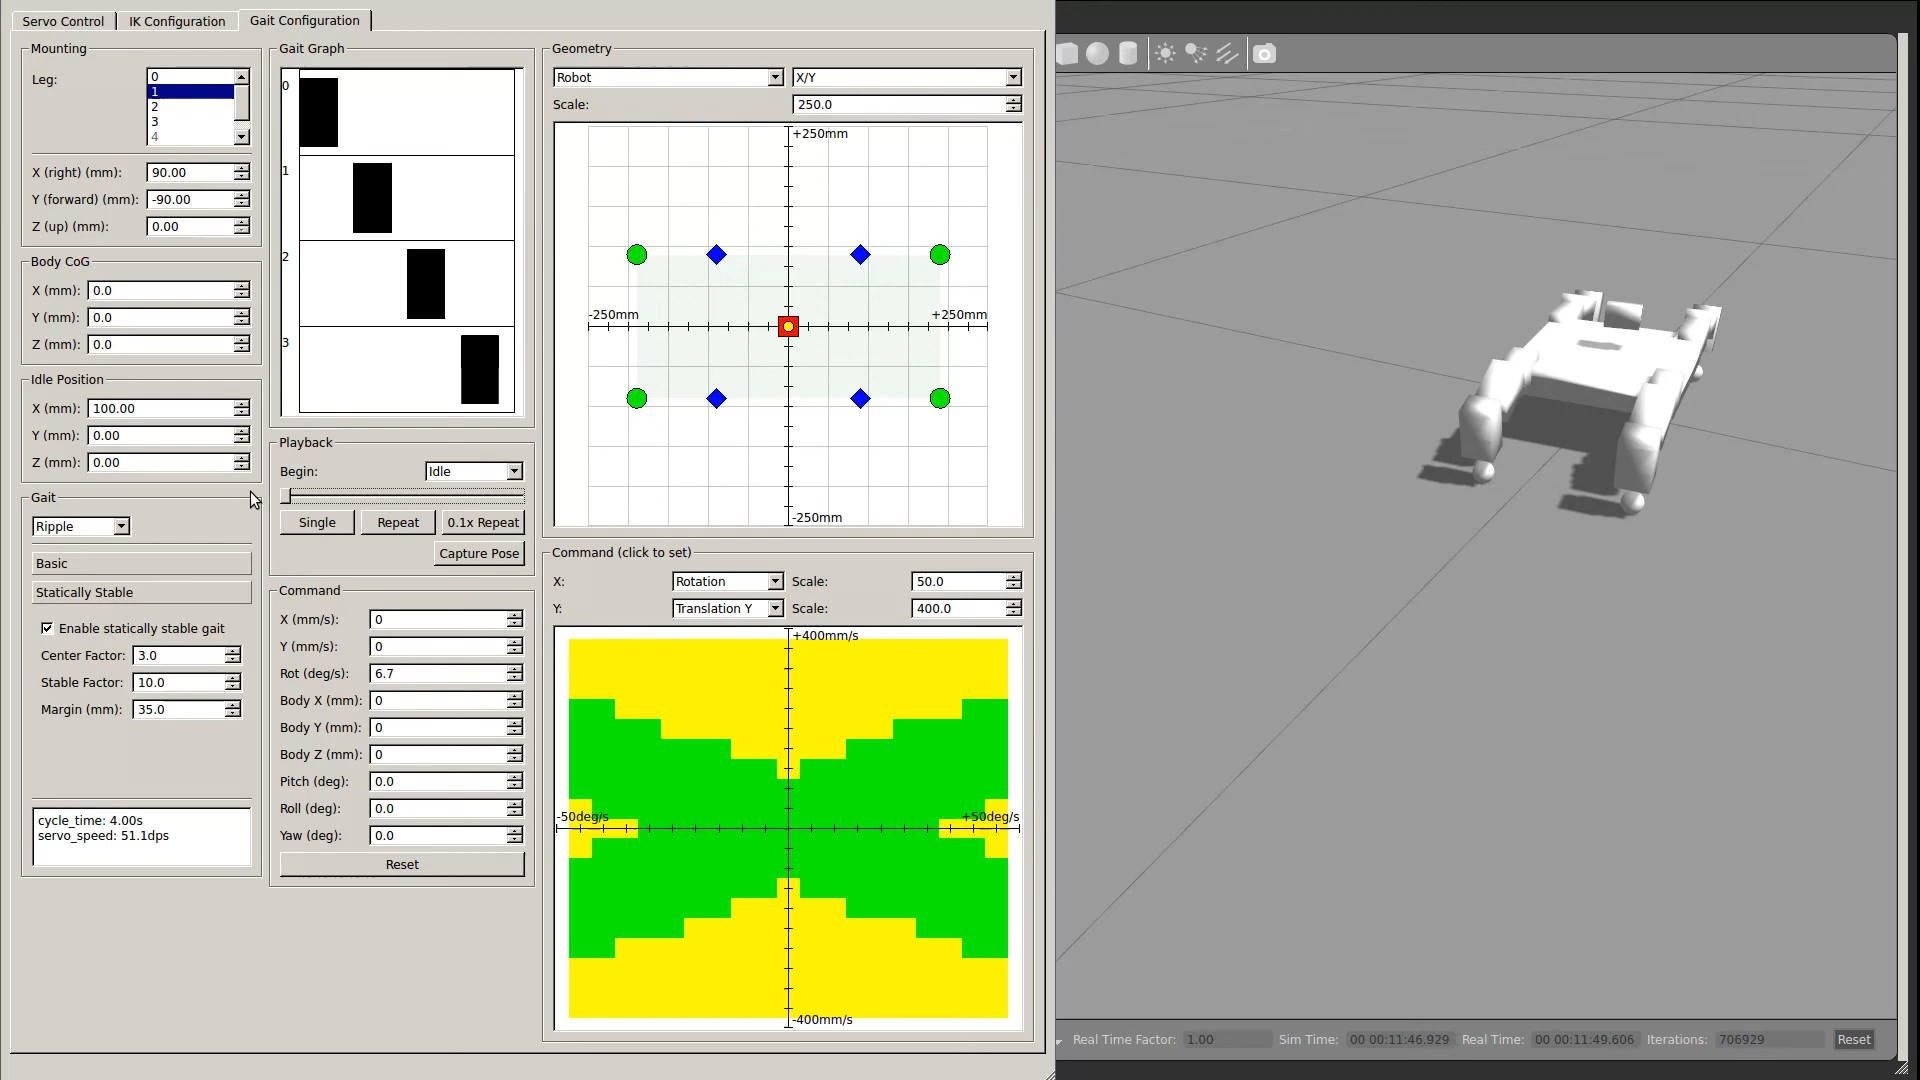 Servo Control
IK Configuration
Gait Configuration
Mounting
Leg:
0
1
2
3
4
X (right) (mm): 90.00
Y (forward) (mm): -90.00
Z (up) (mm): 0.00
Body CoG
X (mm): 0.0
Y (mm): 0.0
Z (mm): 0.0
Idle Position
X (mm): 100.00
Y (mm): 0.00
Z (mm): 0.00
Gait
Ripple
Basic
Statically Stable
Enable statically stable gait
Center Factor: 3.0
Stable Factor: 10.0
Margin (mm): 35.0
cycle_time: 4.00s
servo_speed: 51.1dps
Gait Graph
0
1
2
3
Playback
Begin: Idle
Single Repeat 0.1x Repeat
Capture Pose
Command
X (mm/s): 0
Y (mm/s): 0
Rot (deg/s): 6.7
Body X (mm): 0
Body Y (mm): 0
Body Z (mm): 0
Pitch (deg): 0.0
Roll (deg): 0.0
Yaw (deg): 0.0
Reset
Geometry
Robot X/Y
Scale: 250.0
+250mm
-250mm +250mm
-250mm
Command (click to set)
X: Rotation Scale: 50.0
Y: Translation Y Scale: 400.0
+400mm/s
-50deg/s +50deg/s
-400mm/s
Real Time Factor: 1.00 Sim Time: 00 00:11:46.929 Real Time: 00 00:11:49.606 Iterations: 706929 Reset